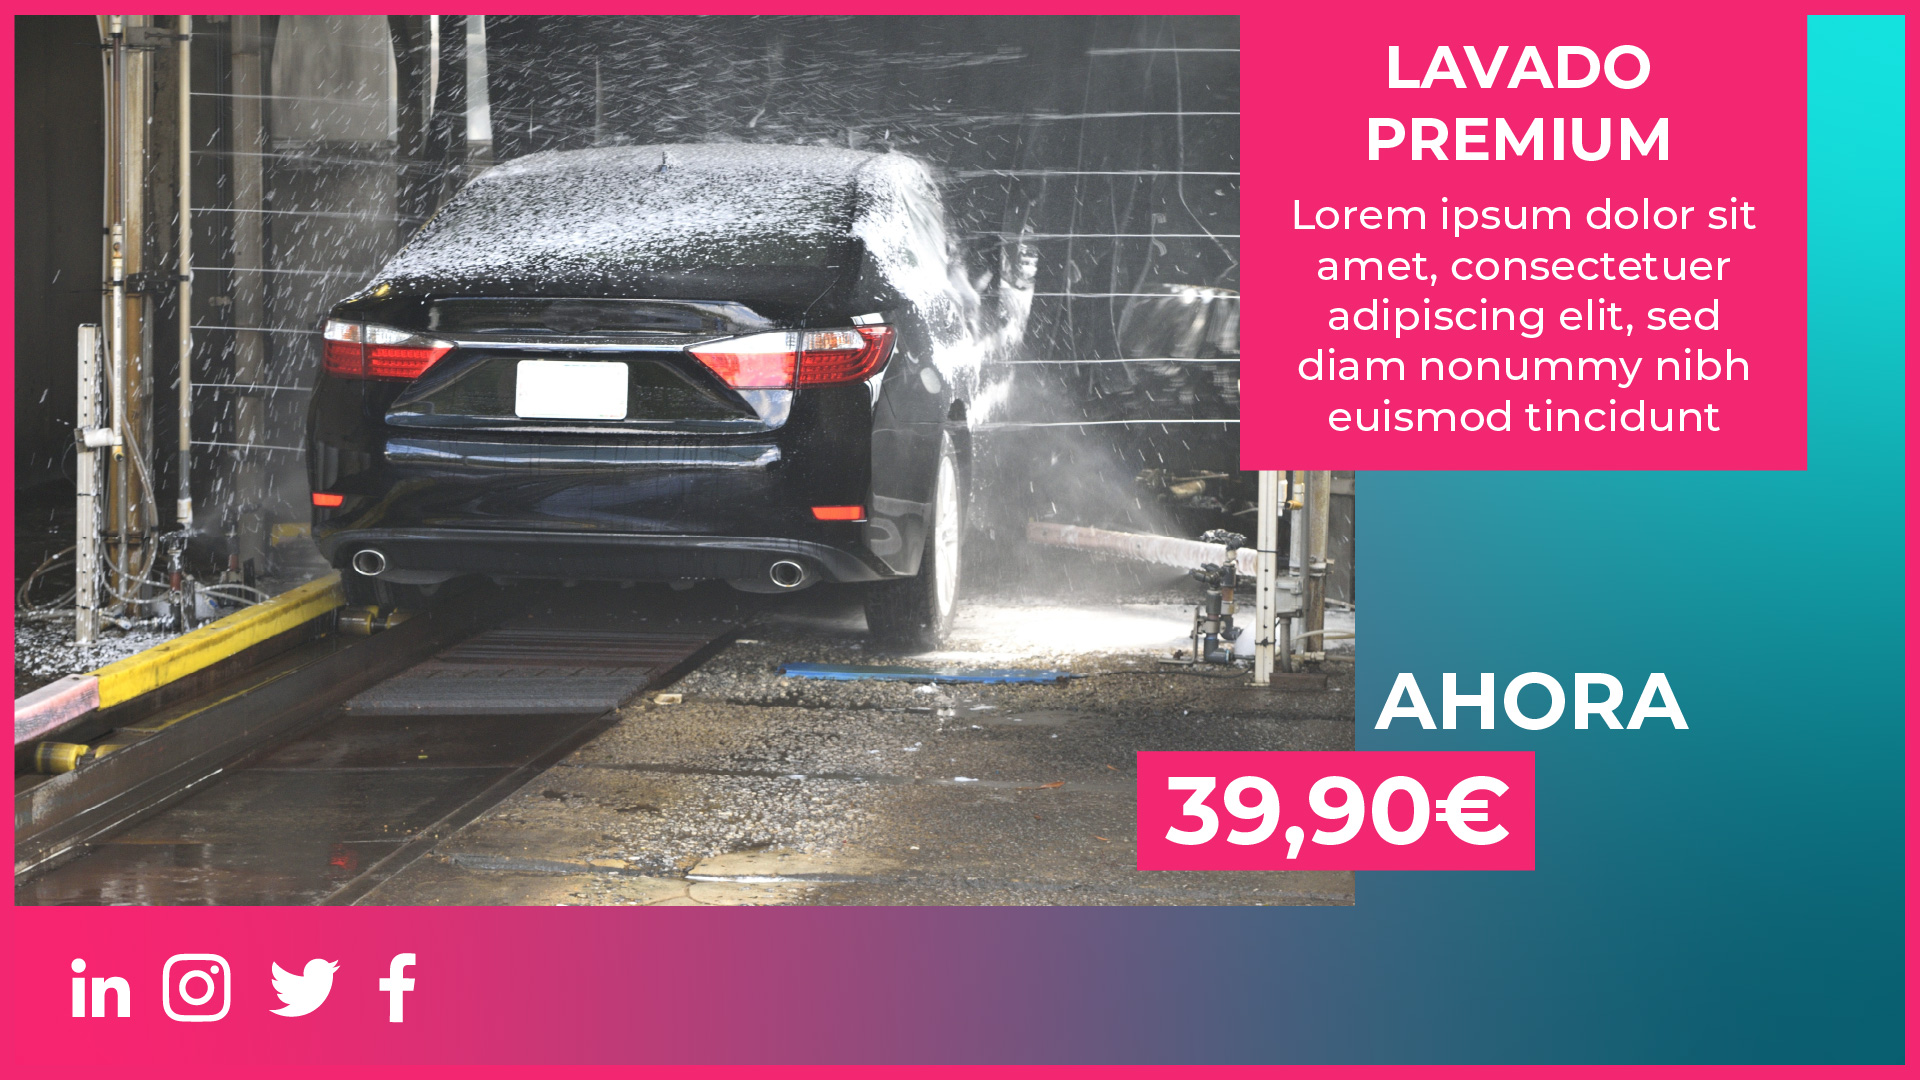 LAVADO
PREMIUM
Lorem ipsum dolor sit
amet, consectetuer
adipiscing elit, sed
diam nonummy nibh
euismod tincidunt
AHORA
39,90€
in